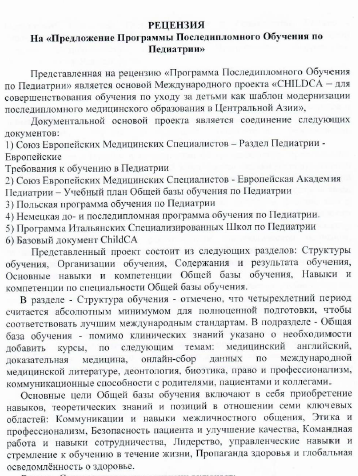 РЕЦЕНЗИЯ
На «Предложение Программы Последипломного Обучения по
Педиатрии»
Представленная на рецензию «Программа Последипломного Обучения
по Педиатрии» является основой Международного проекта «CHILDCA – для
совершенствования обучения по уходу за детьми как шаблон модернизации
последипломного медицинского образования в Центральной Азии»,
Документальной основой проекта является соединение следующих
документов:
1) Союз Европейских Медицинских Специалистов – Раздел Педиатрии -
Европейские
Требования к обучению в Педиатрии
2) Союз Европейских Медицинских Специалистов - Европейская Академия
Педиатрии – Учебный план Общей базы обучения по Педиатрии
3) Польская программа обучения по Педиатрии
4) Немецкая до- и последипломная программа обучения по Педиатрии.
5) Программа Итальянских Специализированных Школ по Педиатрии
6) Базовый документ ChildCA
Представленный проект состоит из следующих разделов: Структуры
обучения, Организации обучения, Содержания и результата обучения,
Основные навыки и компетенции Общей базы обучения, Навыки и
компетенции по специальности Общей базы обучения.
В разделе - Структура обучения - отмечено, что четырехлетний период
считается абсолютным минимумом для полноценной подготовки, чтобы
соответствовать лучшим международным стандартам. В подразделе - Общая
база обучения - помимо клинических знаний указано о необходимости
добавить курсы, по следующим темам: медицинский английский,
доказательная медицина, онлайн-сбор данных по международной
медицинской литературе, деонтология, биоэтика, право и профессионализм,
коммуникационные способности с родителями, пациентами и коллегами.
Основные цели Общей базы обучения включают в себя приобретение
навыков, теоретических знаний и позиций в отношении семи ключевых
областей: Коммуникации и навыки межличностного общения, Этика и
профессионализм, Безопасность пациента и улучшение качества, Командная
работа и навыки сотрудничества, Лидерство, управленческие навыки и
стремление к обучению в течение жизни, Пропаганда здоровья и глобальная
осведомлённость о здоровье.